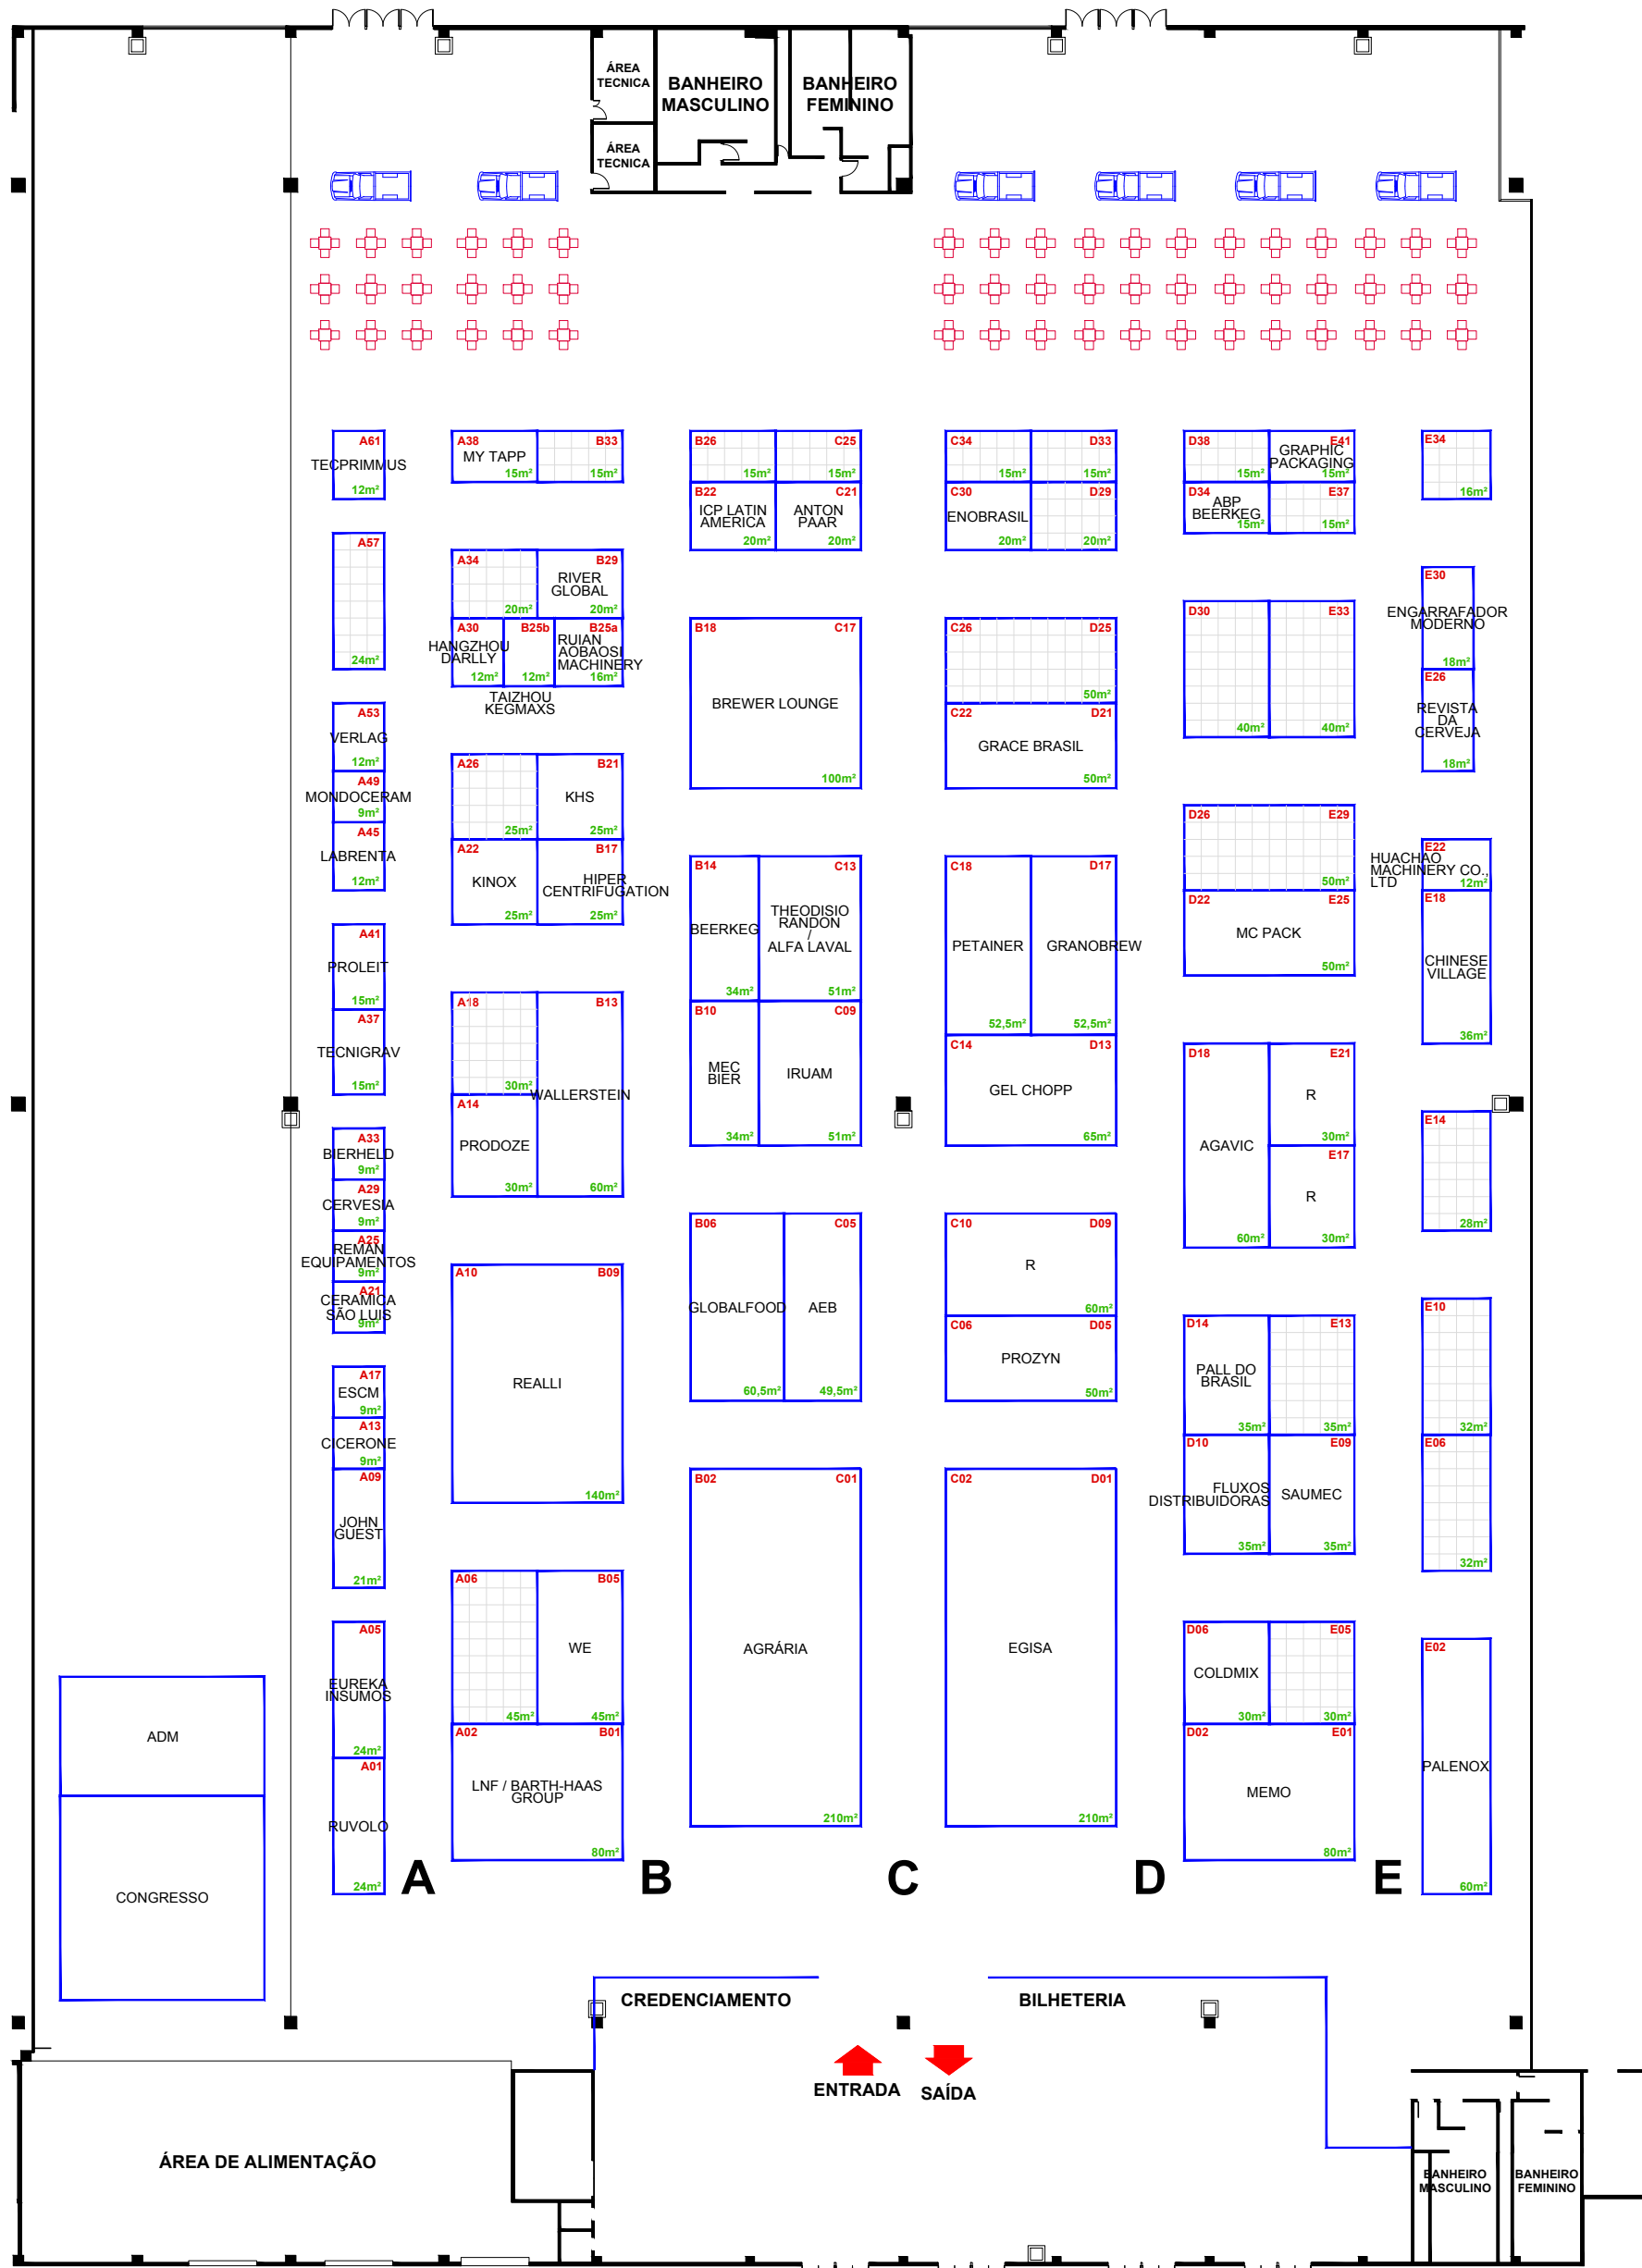 ÁREA
TECNICA
BANHEIRO
MASCULINO
BANHEIRO
FEMININO
ÁREA
TECNICA
A61
TECPRIMMUS
12m²
A57
24m²
A53
VERLAG
12m²
A49
MONDOCERAM
9m²
A45
LABRENTA
12m²
A41
PROLEIT
15m²
A37
TECNIGRAV
15m²
A33
BIERHELD
9m²
A29
CERVESIA
9m²
A25
REMAN
EQUIPAMENTOS
9m²
A21
CERAMICA
SÃO LUIS
9m²
A17
ESCM
9m²
A13
CICERONE
9m²
A09
JOHN
GUEST
21m²
A05
EUREKA
INSUMOS
24m²
A01
RUVOLO
24m²
A38
MY TAPP
15m²
B33
15m²
A34
20m²
B29
RIVER
GLOBAL
20m²
A30
HANGZHOU
DARLLY
12m²
B25b
12m²
TAIZHOU
KEGMAXS
B25a
RUIAN
AOBAOSI
MACHINERY
16m²
A26
25m²
B21
KHS
25m²
A22
KINOX
25m²
B17
HIPER
CENTRIFUGATION
25m²
A18
30m²
B13
WALLERSTEIN
60m²
A14
PRODOZE
30m²
A10 B09
REALLI
140m²
A06
45m²
B05
WE
45m²
A02 B01
LNF / BARTH-HAAS
GROUP
80m²
B26
15m²
C25
15m²
B22
ICP LATIN
AMERICA
20m²
C21
ANTON
PAAR
20m²
B18 C17
BREWER LOUNGE
100m²
B14
BEERKEG
34m²
C13
THEODISIO
RANDON
/
ALFA LAVAL
51m²
B10
MEC
BIER
34m²
C09
IRUAM
51m²
B06
GLOBALFOOD
60,5m²
C05
AEB
49,5m²
B02 C01
AGRÁRIA
210m²
C34
15m²
D33
15m²
C30
ENOBRASIL
20m²
D29
20m²
C26 D25
50m²
C22 D21
GRACE BRASIL
50m²
C18
PETAINER
52,5m²
D17
GRANOBREW
52,5m²
C14 D13
GEL CHOPP
65m²
C10 D09
R
60m²
C06 D05
PROZYN
50m²
C02 D01
EGISA
210m²
D38
15m²
E41
GRAPHIC
PACKAGING
15m²
D34
ABP
BEERKEG
15m²
E37
15m²
D30
40m²
E33
40m²
D26 E29
50m²
D22 E25
MC PACK
50m²
D18
AGAVIC
60m²
E21
R
30m²
E17
R
30m²
D14
PALL DO
BRASIL
35m²
E13
35m²
D10
FLUXOS
DISTRIBUIDORAS
35m²
E09
SAUMEC
35m²
D06
COLDMIX
30m²
E05
30m²
D02 E01
MEMO
80m²
E34
16m²
E30
ENGARRAFADOR
MODERNO
18m²
E26
REVISTA
DA
CERVEJA
18m²
E22
HUACHAO
MACHINERY CO.,
LTD
12m²
E18
CHINESE
VILLAGE
36m²
E14
28m²
E10
32m²
E06
32m²
E02
PALENOX
60m²
ADM
CONGRESSO
A B C D E
CREDENCIAMENTO
BILHETERIA
ENTRADA
SAÍDA
ÁREA DE ALIMENTAÇÃO
BANHEIRO
MASCULINO
BANHEIRO
FEMININO